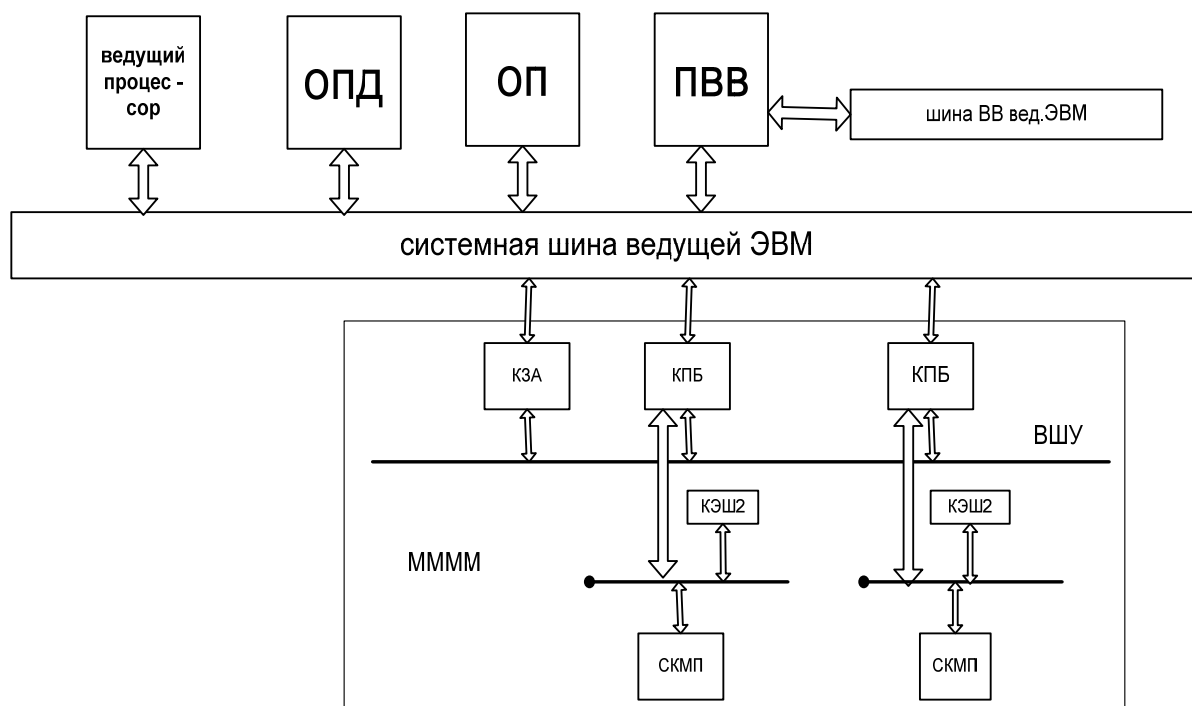 ведущий
процес -
сор
ОПД
ОП
ПВВ
шина ВВ вед.ЭВМ
системная шина ведущей ЭВМ
КЗА
КПБ
КПБ
ВШУ
КЭШ2
КЭШ2
ММММ
СКМП
СКМП